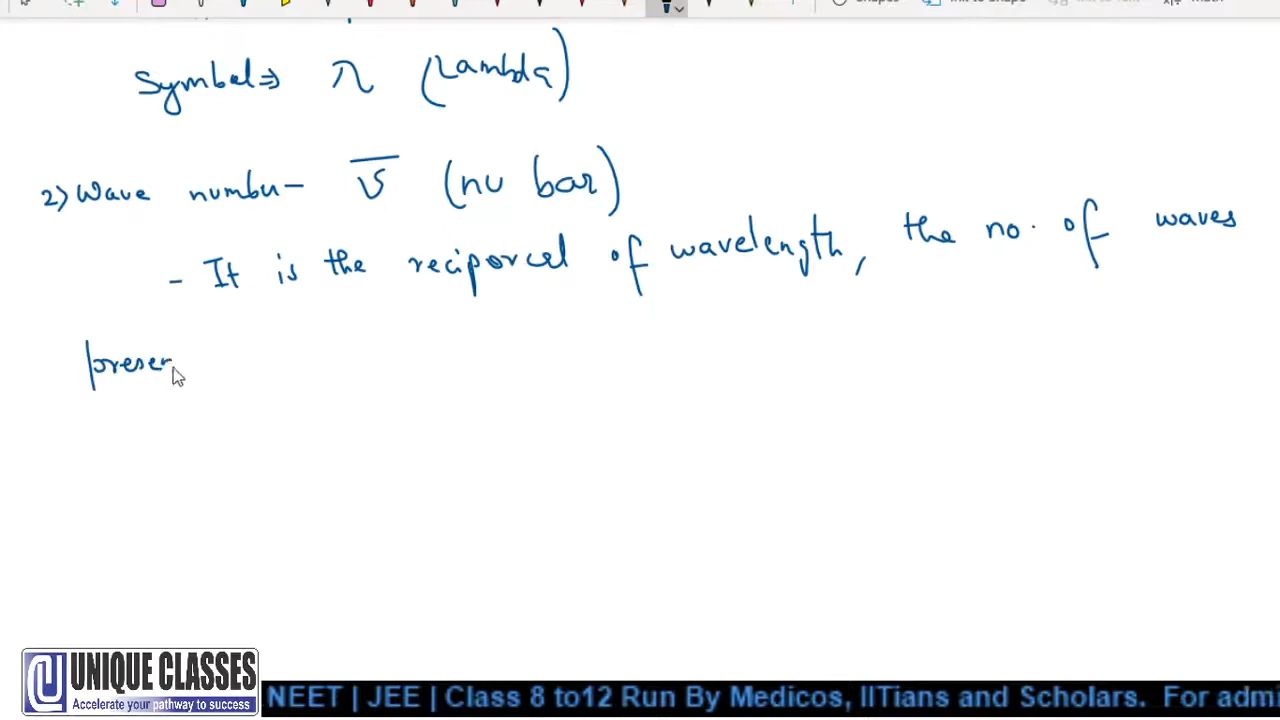 Symbol ⇒ λ (Lambda)
2) Wave number - ν̅ (nu bar)
- It is the reciporcal of wavelength, the no. of waves
presen
UNIQUE CLASSES
Accelerate your pathway to success
NEET | JEE | Class 8 to12 Run By Medicos, IITians and Scholars. For adm